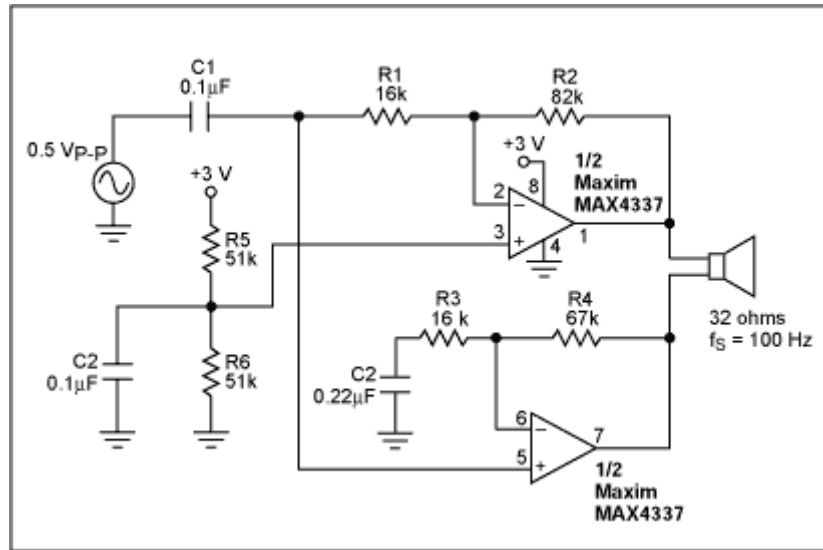 C1
0.1µF
R1
16k
R2
82k
0.5 VP-P
+3 V
+3 V
1/2
Maxim
MAX4337
2
8
3
4
1
R5
51k
R3
16 k
R4
67k
32 ohms
fS = 100 Hz
C2
0.1µF
R6
51k
C2
0.22µF
6
7
5
1/2
Maxim
MAX4337